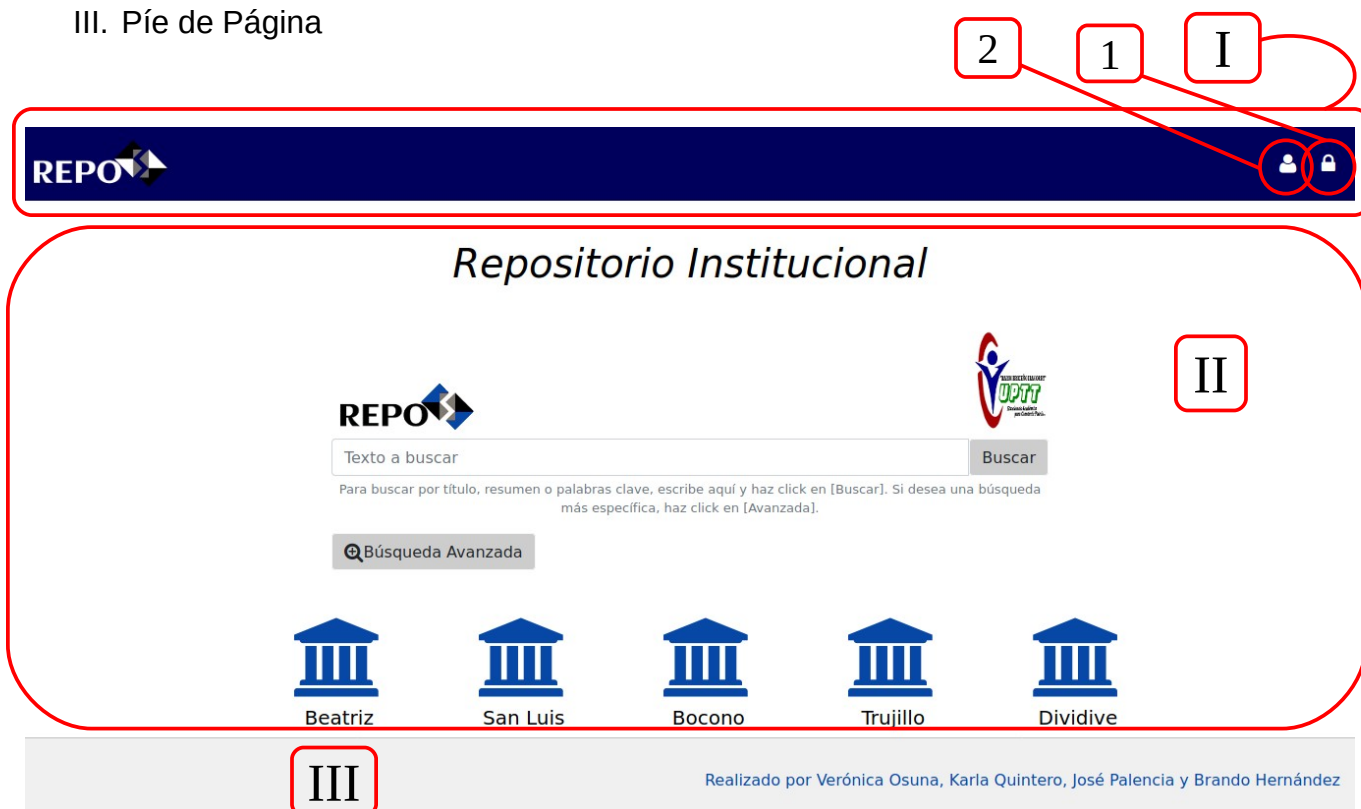 III. Píe de Página
2
1
I
REPO
Repositorio Institucional
II
REPO
UPTT
Texto a buscar
Buscar
Para buscar por título, resumen o palabras clave, escribe aquí y haz click en [Buscar]. Si desea una búsqueda
más específica, haz click en [Avanzada].
Búsqueda Avanzada
Beatriz
San Luis
Bocono
Trujillo
Dividive
III
Realizado por Verónica Osuna, Karla Quintero, José Palencia y Brando Hernández